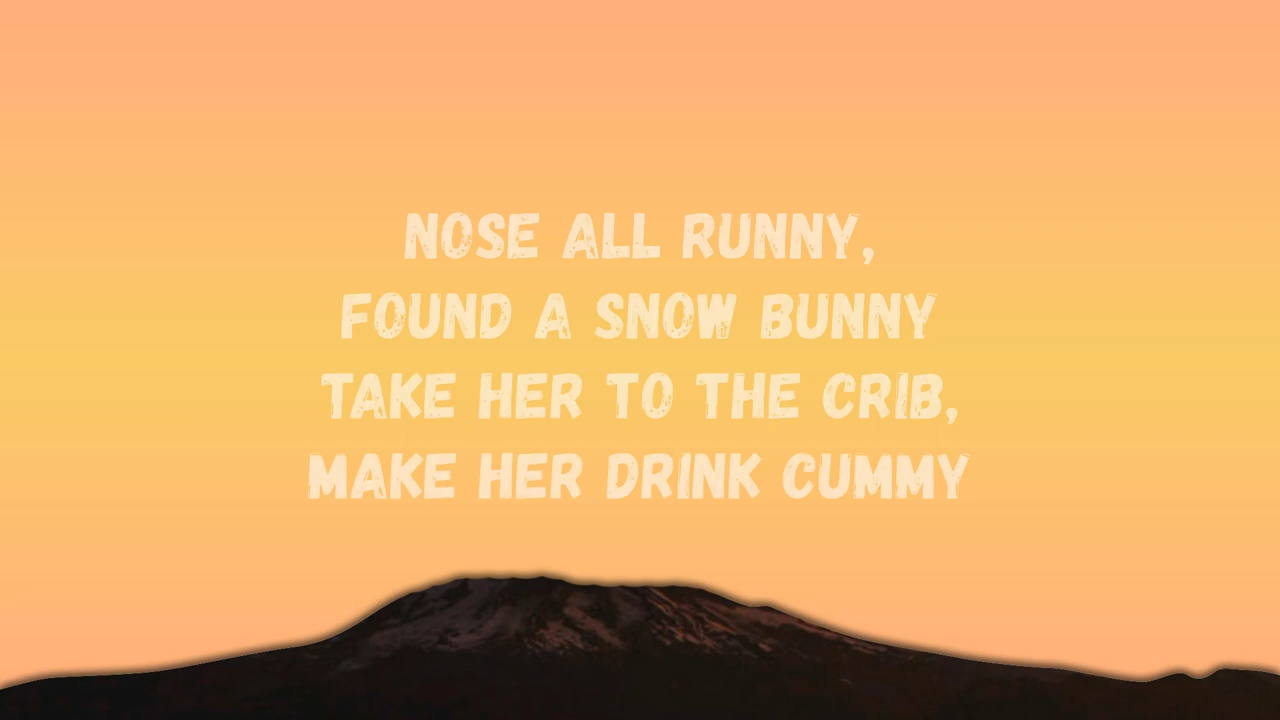 NOSE ALL RUNNY,
FOUND A SNOW BUNNY
TAKE HER TO THE CRIB,
MAKE HER DRINK CUMMY